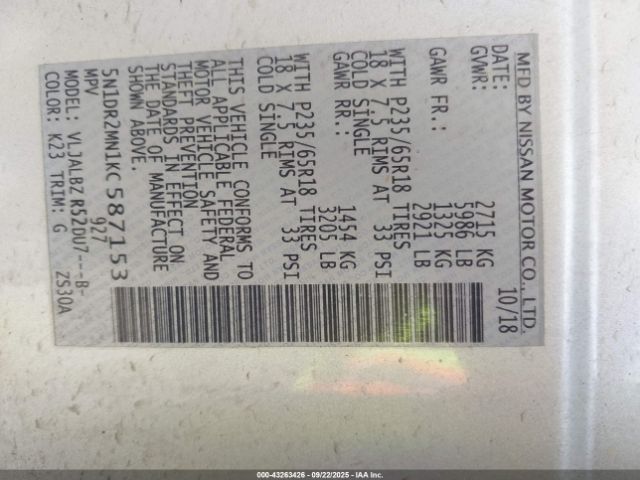 MFD BY NISSAN MOTOR CO., LTD.
DATE: 10/18
GVWR: 2715 KG
5986 LB
GAWR FR.: 1325 KG
2921 LB
WITH P235/65R18 TIRES
18 X 7.5 RIMS AT 33 PSI
COLD SINGLE
GAWR RR.: 1454 KG
3205 LB
WITH P235/65R18 TIRES
18 X 7.5 RIMS AT 33 PSI
COLD SINGLE
THIS VEHICLE CONFORMS TO
ALL APPLICABLE FEDERAL
MOTOR VEHICLE SAFETY AND
THEFT PREVENTION
STANDARDS IN EFFECT ON
THE DATE OF MANUFACTURE
SHOWN ABOVE.
5N1DR2MN1KC587153
MPV 927
MODEL: VLJALBZ R52DU7---B-
COLOR: K23 TRIM: G ZS30A
000-43263426 - 09/22/2025 - IAA Inc.